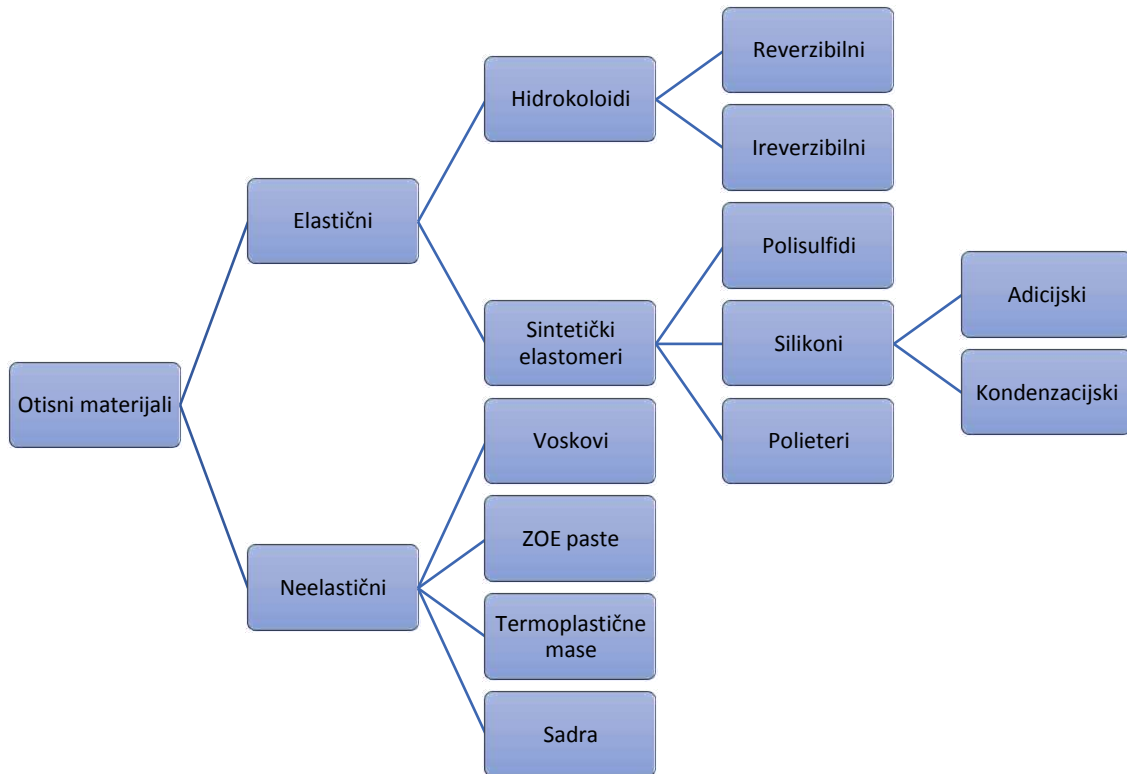 Otisni materijali
Elastični
Hidrokoloidi
Reverzibilni
Ireverzibilni
Sintetički
elastomeri
Polisulfidi
Silikoni
Adicijski
Kondenzacijski
Polieteri
Neelastični
Voskovi
ZOE paste
Termoplastične
mase
Sadra